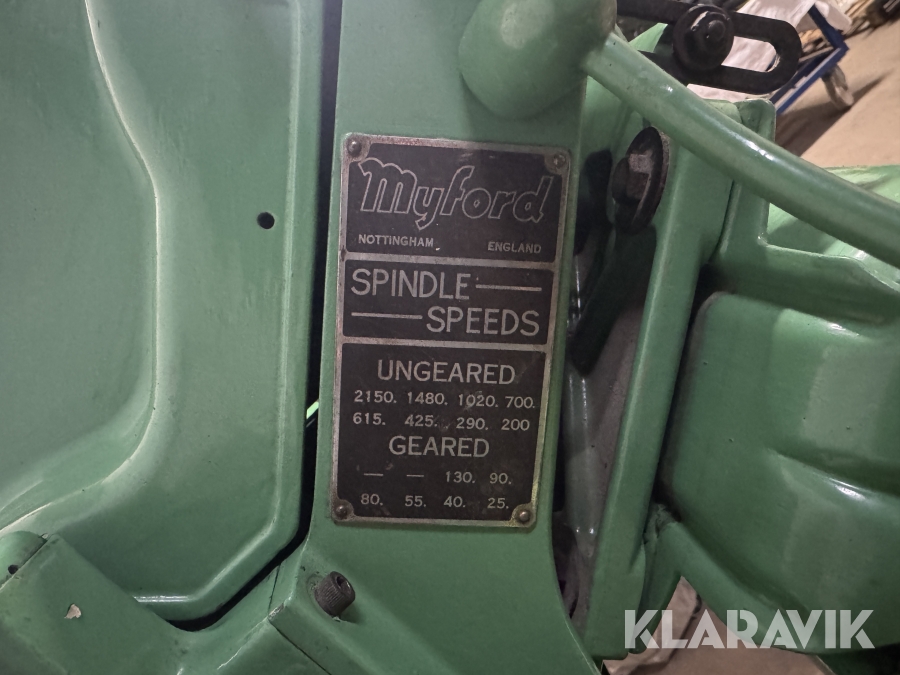 Myford
NOTTINGHAM ENGLAND
SPINDLE
SPEEDS
UNGEARED
2150. 1480. 1020. 700.
615. 425. 290. 200
GEARED
— — 130. 90.
80. 55. 40. 25.
KLARAVIK